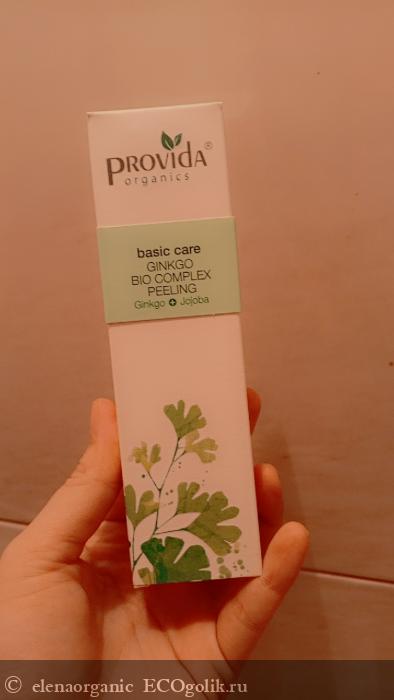 PROVIDA®
organics
basic care
GINKGO
BIO COMPLEX
PEELING
Ginkgo + Jojoba
© elenaorganic ECOgolik.ru